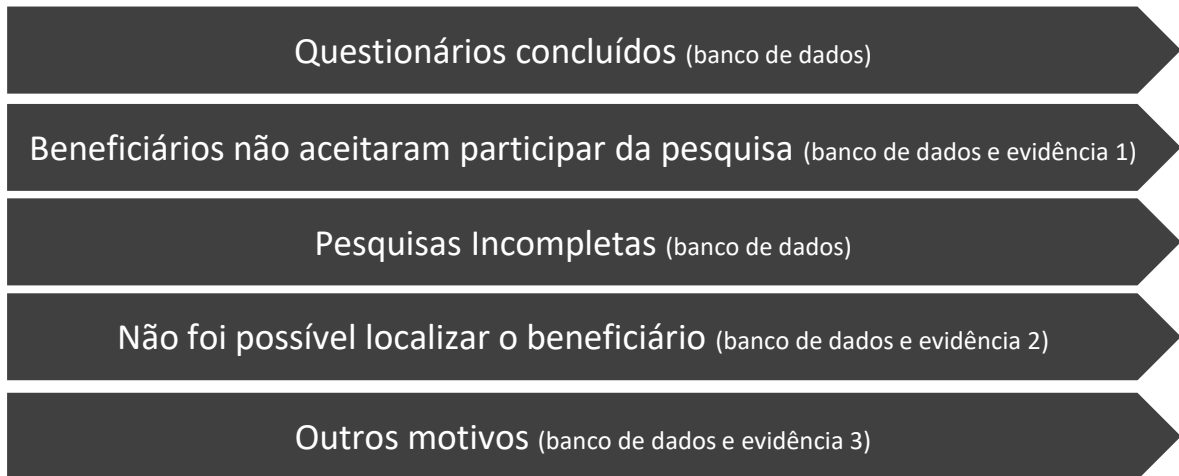 Questionários concluídos (banco de dados)
Beneficiários não aceitaram participar da pesquisa (banco de dados e evidência 1)
Pesquisas Incompletas (banco de dados)
Não foi possível localizar o beneficiário (banco de dados e evidência 2)
Outros motivos (banco de dados e evidência 3)